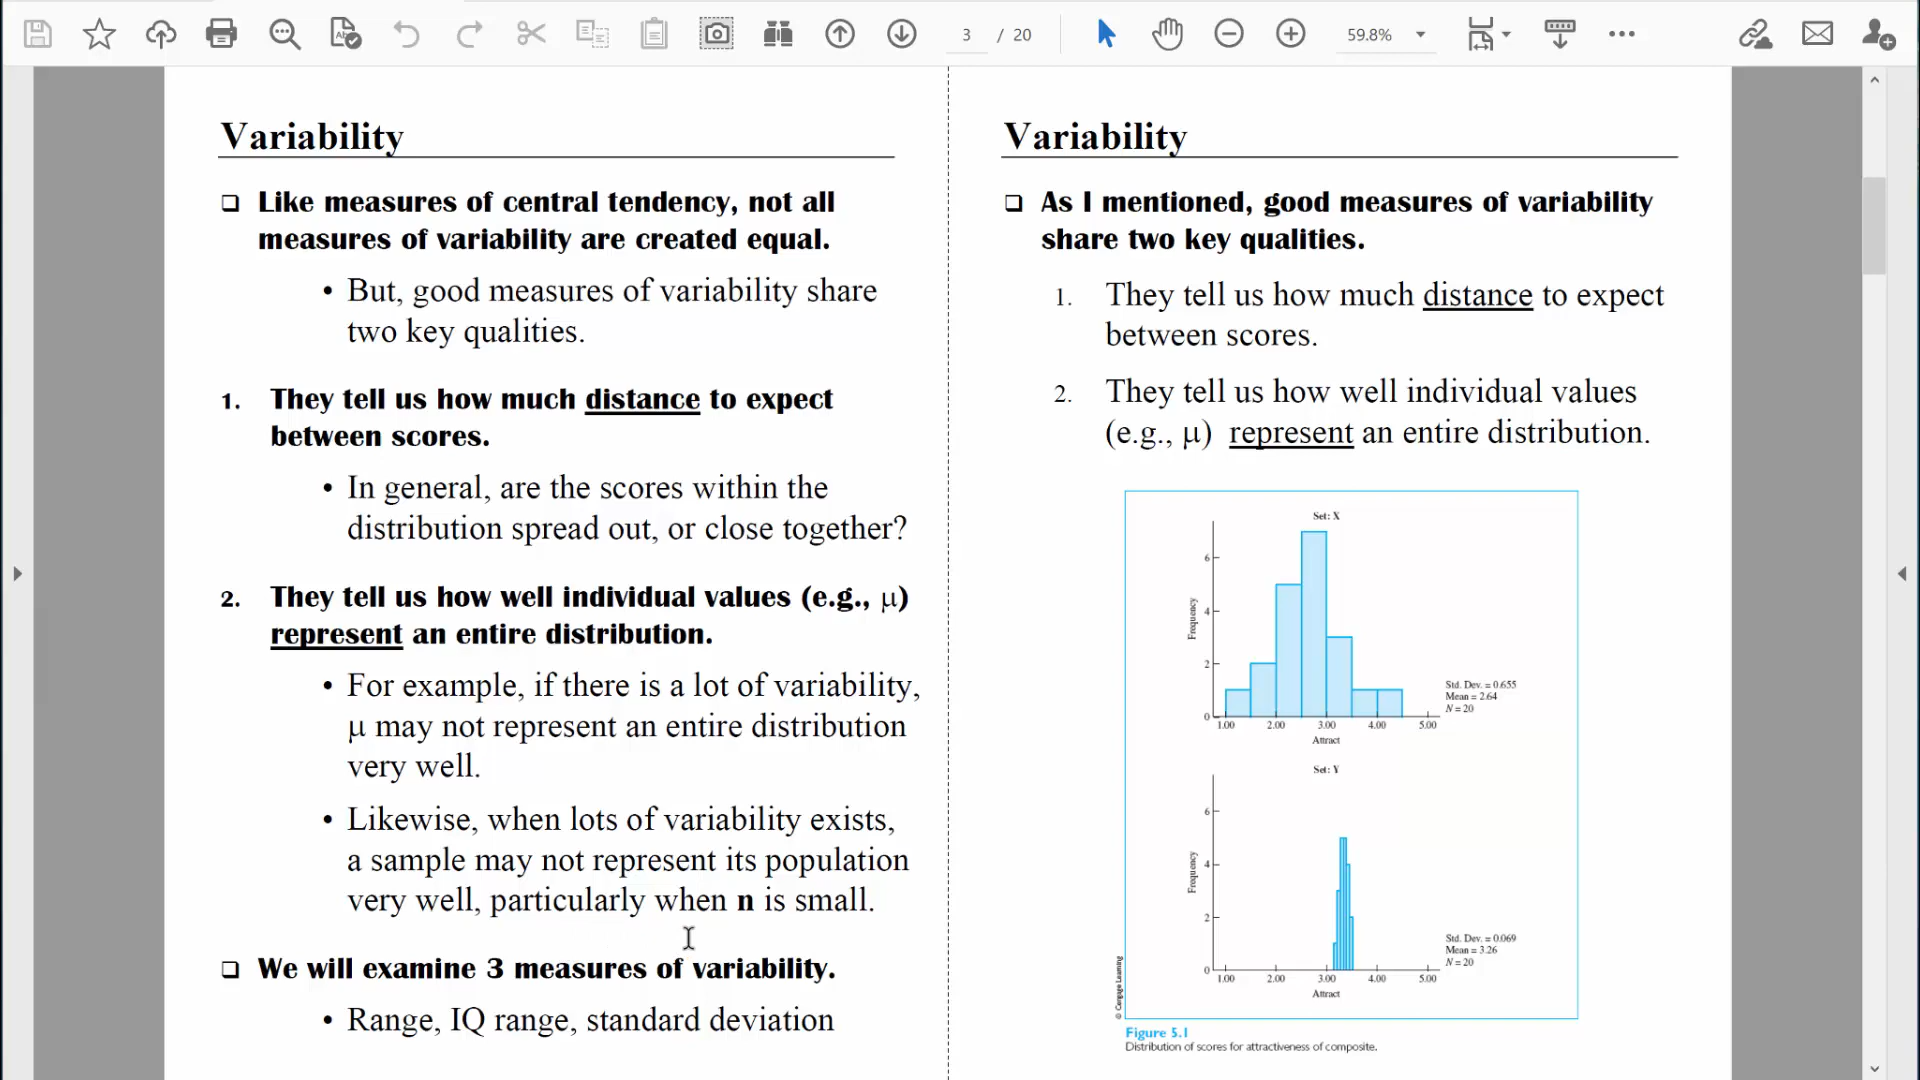 3 / 20
59.8%
Variability
❑ Like measures of central tendency, not all
measures of variability are created equal.
• But, good measures of variability share
two key qualities.
1. They tell us how much distance to expect
between scores.
• In general, are the scores within the
distribution spread out, or close together?
2. They tell us how well individual values (e.g., μ)
represent an entire distribution.
• For example, if there is a lot of variability,
μ may not represent an entire distribution
very well.
• Likewise, when lots of variability exists,
a sample may not represent its population
very well, particularly when n is small.
❑ We will examine 3 measures of variability.
• Range, IQ range, standard deviation
Variability
❑ As I mentioned, good measures of variability
share two key qualities.
1. They tell us how much distance to expect
between scores.
2. They tell us how well individual values
(e.g., μ) represent an entire distribution.
Set: X
6
4
2
0
Frequency
1.00 2.00 3.00 4.00 5.00
Attract
Std. Dev. = 0.655
Mean = 2.64
N = 20
Set: Y
6
4
2
0
Frequency
1.00 2.00 3.00 4.00 5.00
Attract
Std. Dev. = 0.069
Mean = 3.26
N = 20
© Cengage Learning
Figure 5.1
Distribution of scores for attractiveness of composite.